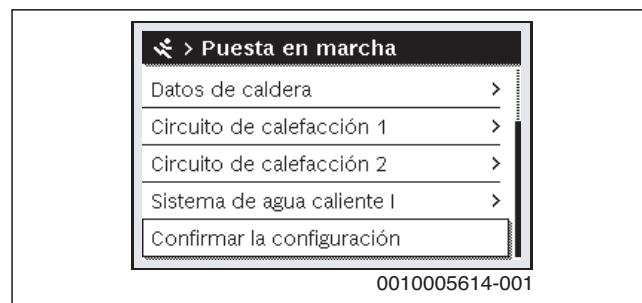 > Puesta en marcha
Datos de caldera >
Circuito de calefacción 1 >
Circuito de calefacción 2 >
Sistema de agua caliente I >
Confirmar la configuración
0010005614-001